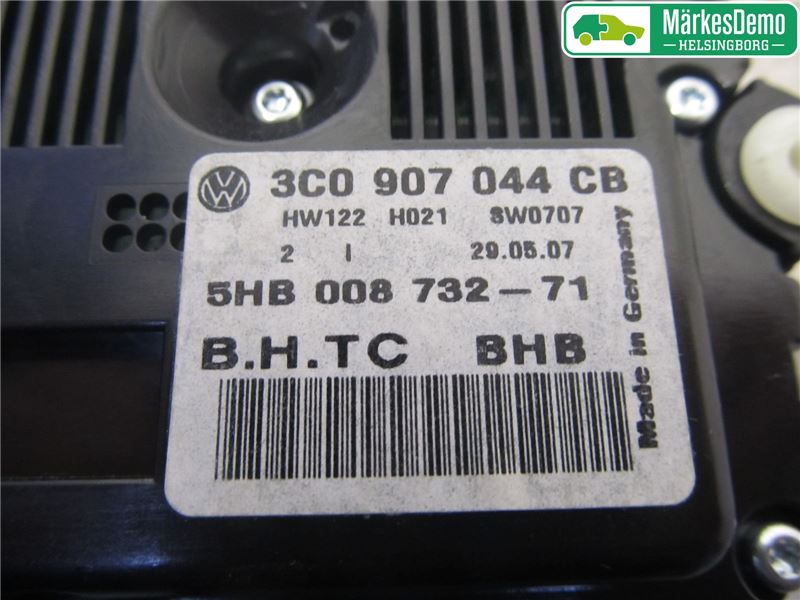 MärkesDemo
HELSINGBORG
3C0 907 044 CB
HW122 H021 SW0707
2 I 29.05.07
5HB 008 732-71
B.H.TC BHB
Made in Germany